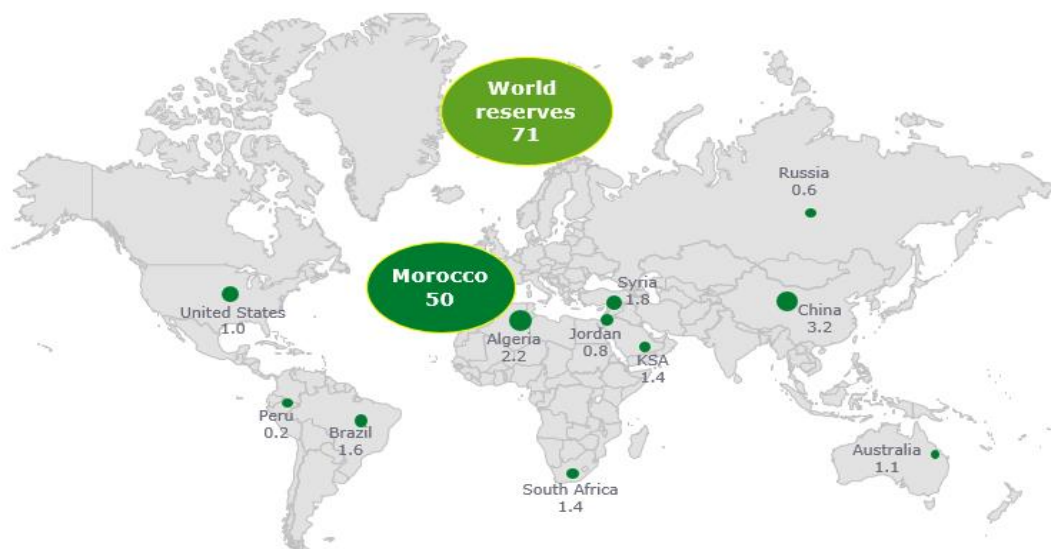 World
reserves
71
Russia
0.6
Morocco
50
Syria
1.8
United States
1.0
China
3.2
Algeria
2.2
Jordan
0.8
KSA
1.4
Peru
0.2
Brazil
1.6
Australia
1.1
South Africa
1.4